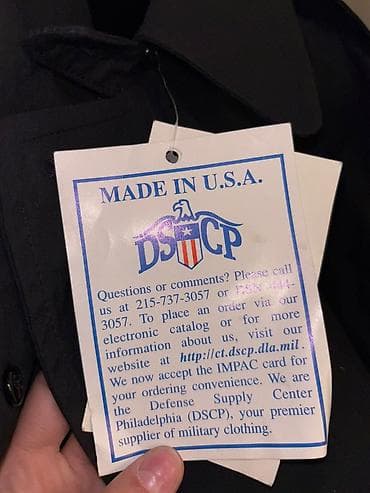 MADE IN U.S.A.
DSCP
Questions or comments? Please call
us at 215-737-3057 or DSN 444-
3057. To place an order via our
electronic catalog or for more
information about us, visit our
website at http://ct.dscp.dla.mil.
We now accept the IMPAC card for
your ordering convenience. We are
the Defense Supply Center
Philadelphia (DSCP), your premier
supplier of military clothing.